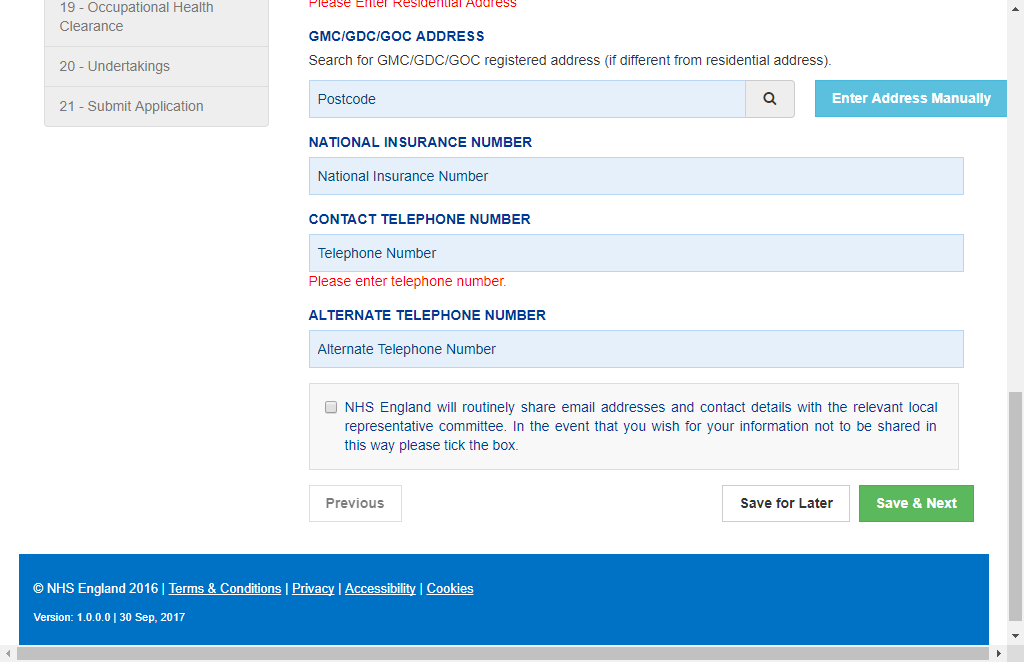 19 - Occupational Health
Clearance
20 - Undertakings
21 - Submit Application
Please Enter Residential Address
GMC/GDC/GOC ADDRESS
Search for GMC/GDC/GOC registered address (if different from residential address).
Postcode
Enter Address Manually
NATIONAL INSURANCE NUMBER
National Insurance Number
CONTACT TELEPHONE NUMBER
Telephone Number
Please enter telephone number.
ALTERNATE TELEPHONE NUMBER
Alternate Telephone Number
NHS England will routinely share email addresses and contact details with the relevant local
representative committee. In the event that you wish for your information not to be shared in
this way please tick the box.
Previous
Save for Later
Save & Next
© NHS England 2016 | Terms & Conditions | Privacy | Accessibility | Cookies
Version: 1.0.0.0 | 30 Sep, 2017